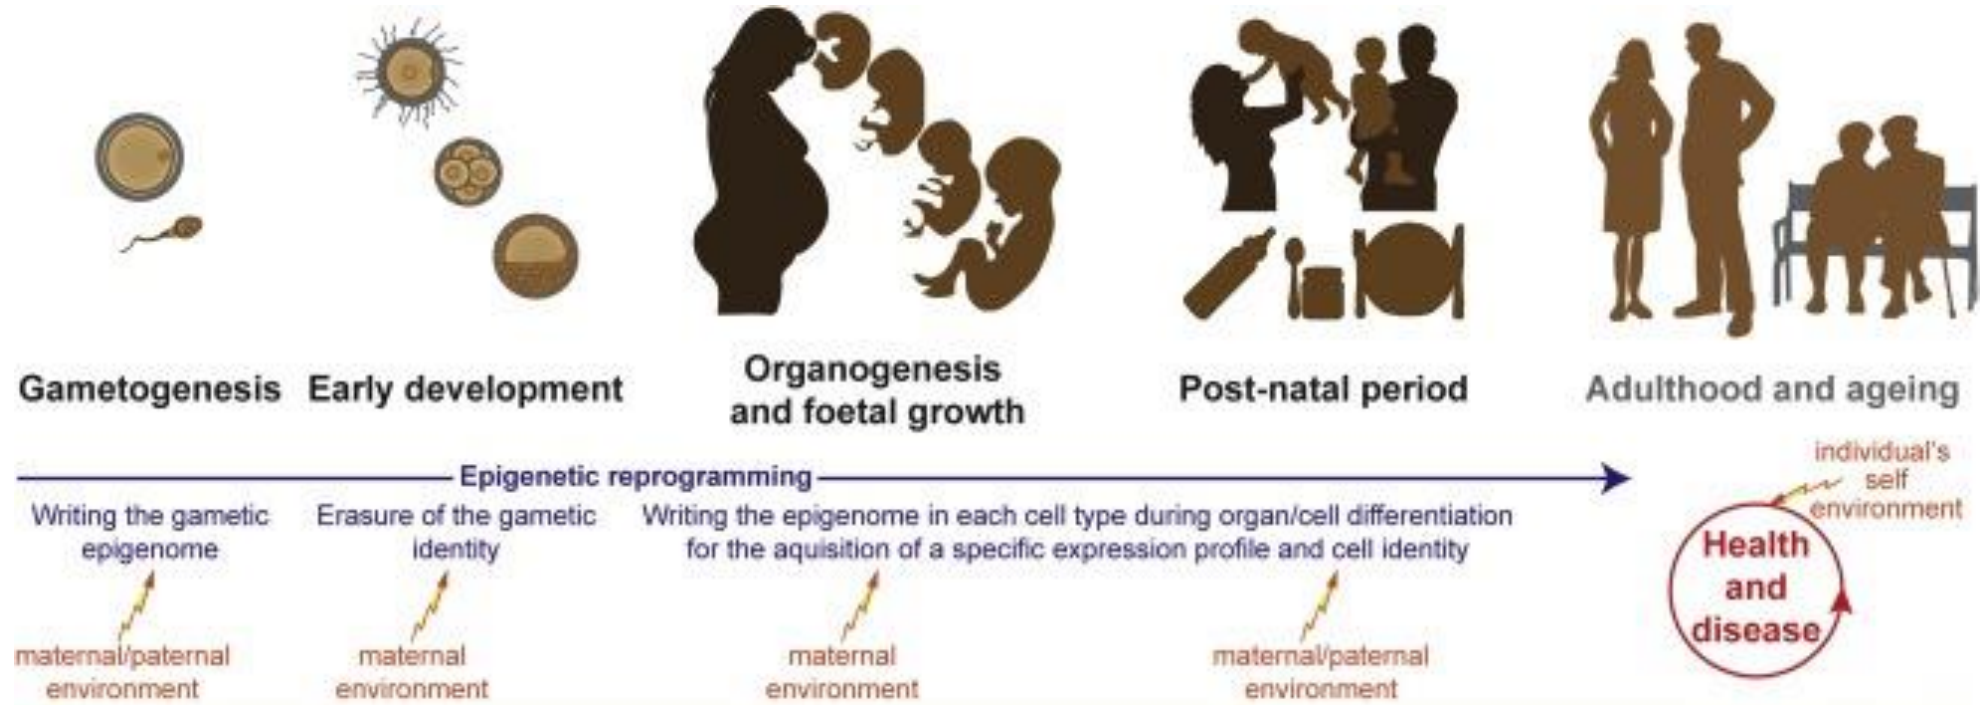 Gametogenesis
Early development
Organogenesis
and foetal growth
Post-natal period
Adulthood and ageing
Epigenetic reprogramming
Writing the gametic
epigenome
Erasure of the gametic
identity
Writing the epigenome in each cell type during organ/cell differentiation
for the aquisition of a specific expression profile and cell identity
maternal/paternal
environment
maternal
environment
maternal
environment
maternal/paternal
environment
individual's
self
environment
Health
and
disease